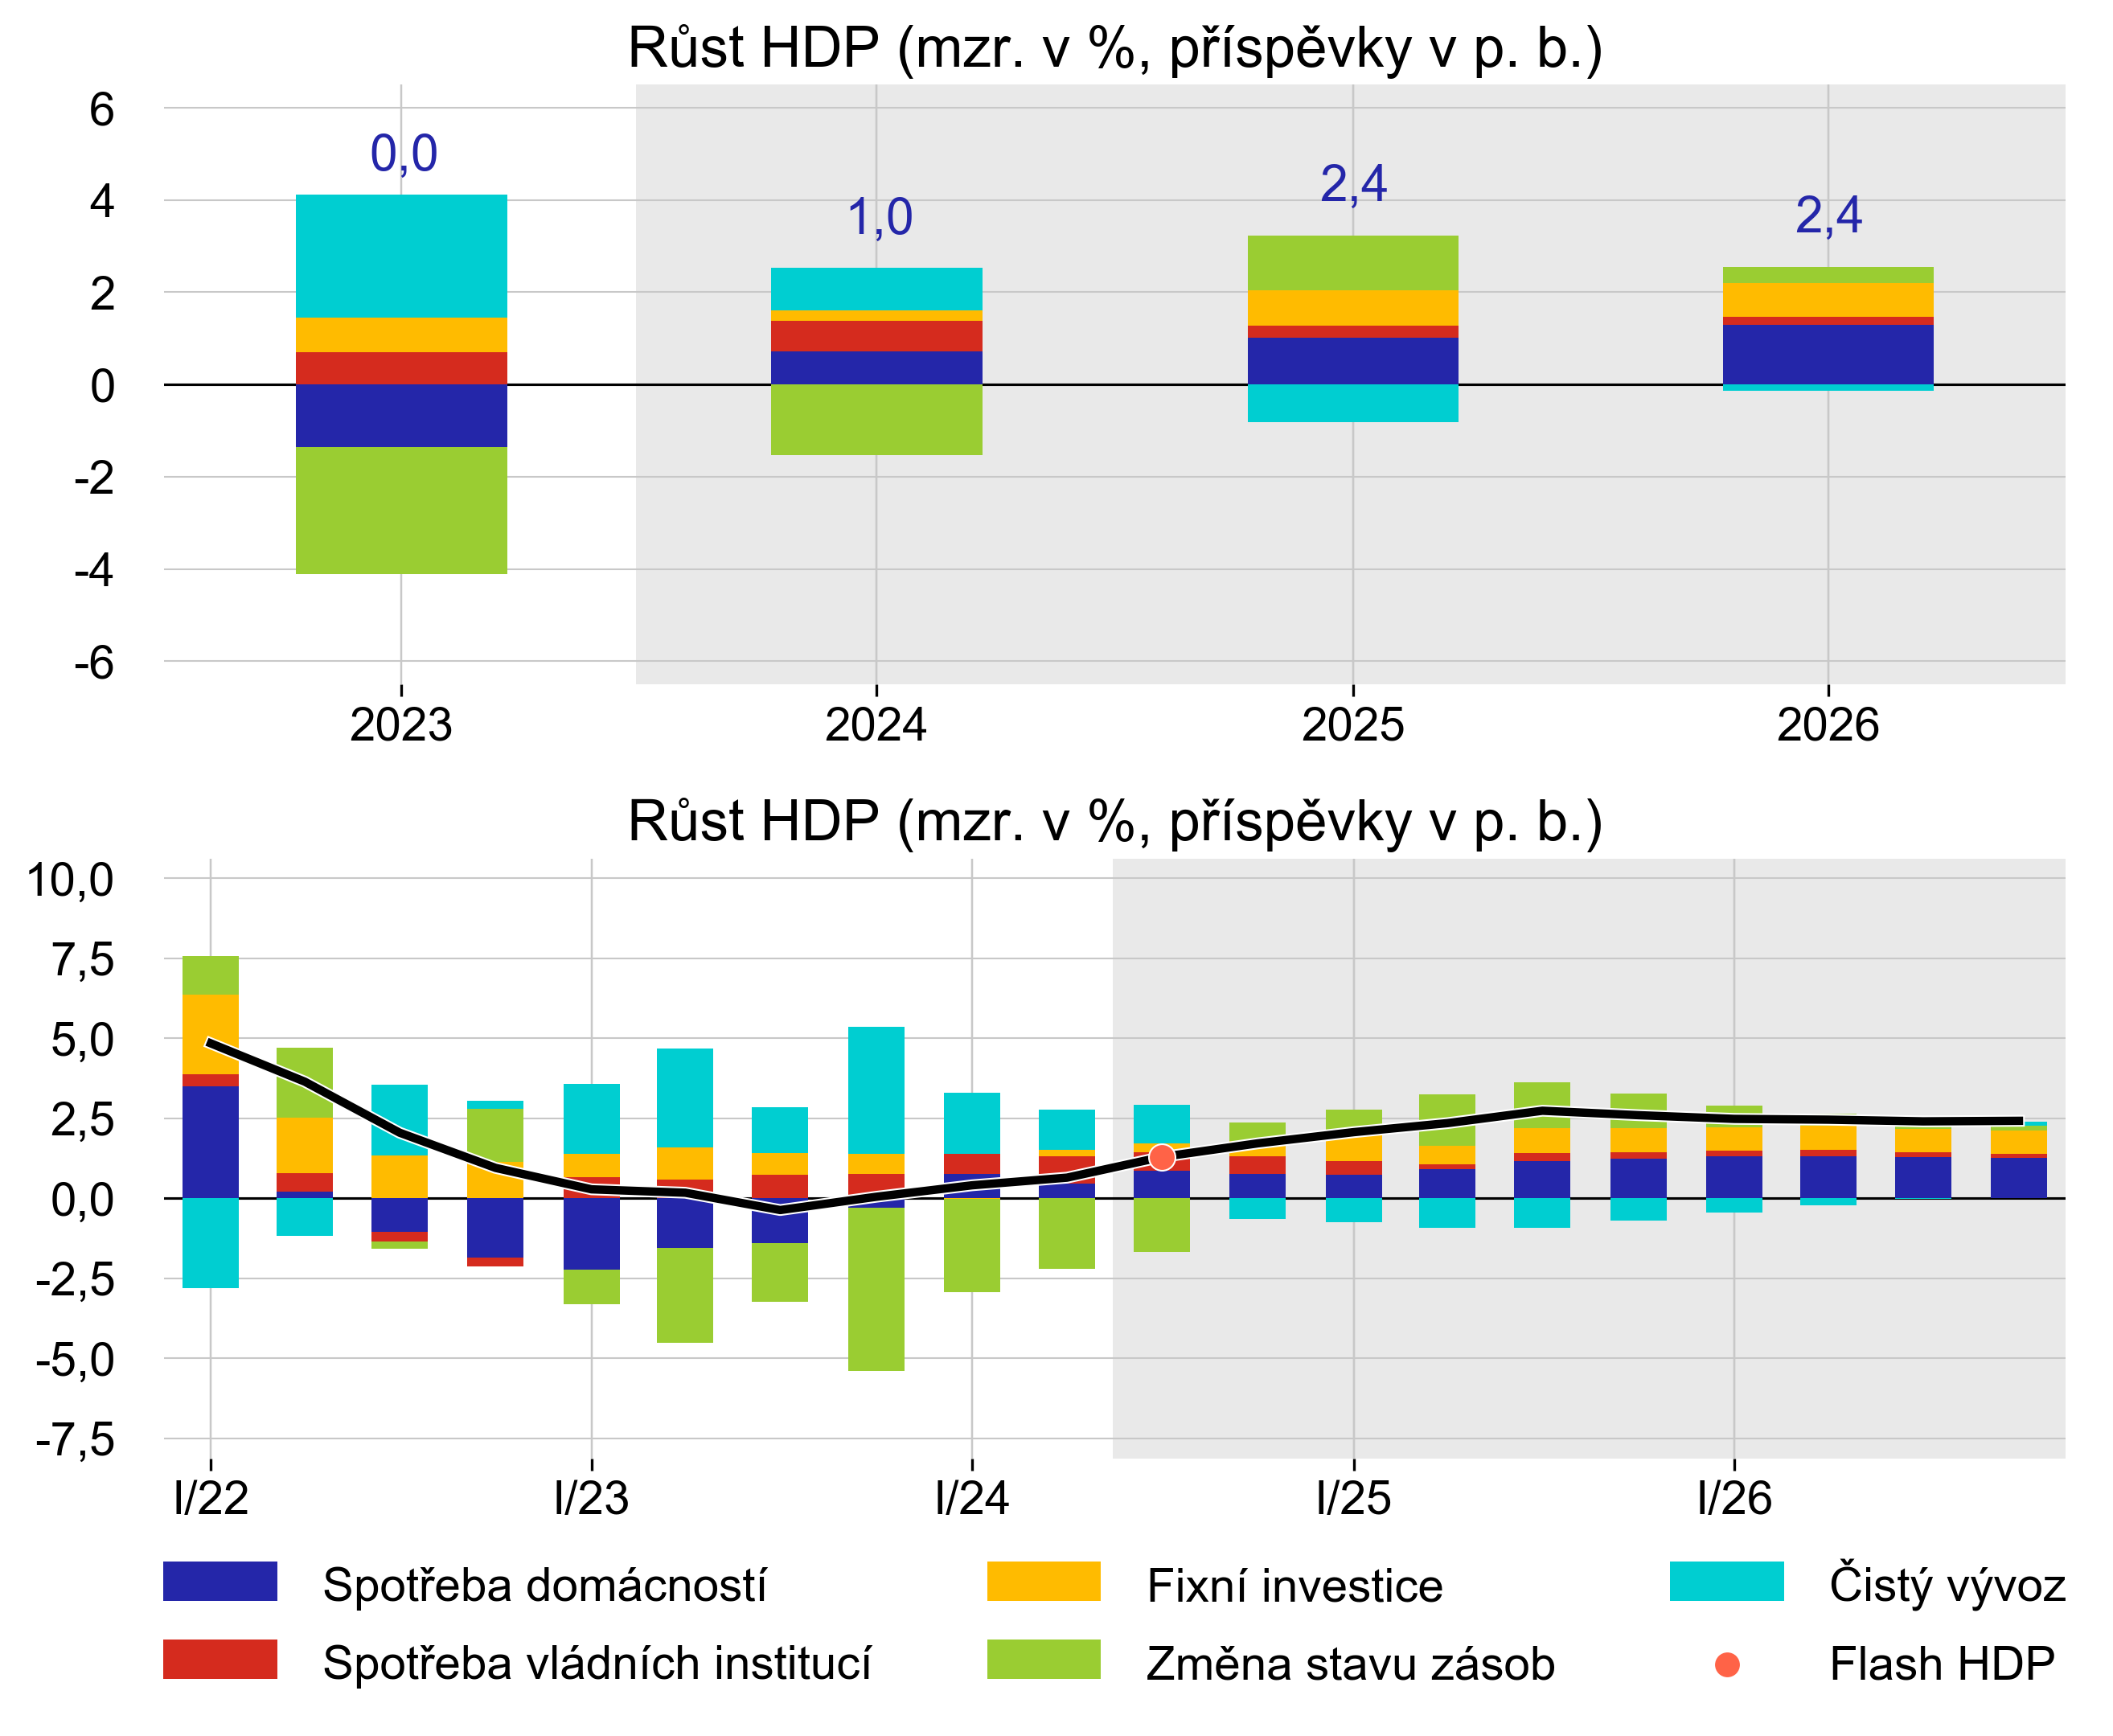 Růst HDP (mzr. v %, příspěvky v p. b.)
6
4
2
0
-2
-4
-6
0,0
1,0
2,4
2,4
2023
2024
2025
2026
Růst HDP (mzr. v %, příspěvky v p. b.)
10,0
7,5
5,0
2,5
0,0
-2,5
-5,0
-7,5
I/22
I/23
I/24
I/25
I/26
Spotřeba domácností
Fixní investice
Čistý vývoz
Spotřeba vládních institucí
Změna stavu zásob
Flash HDP